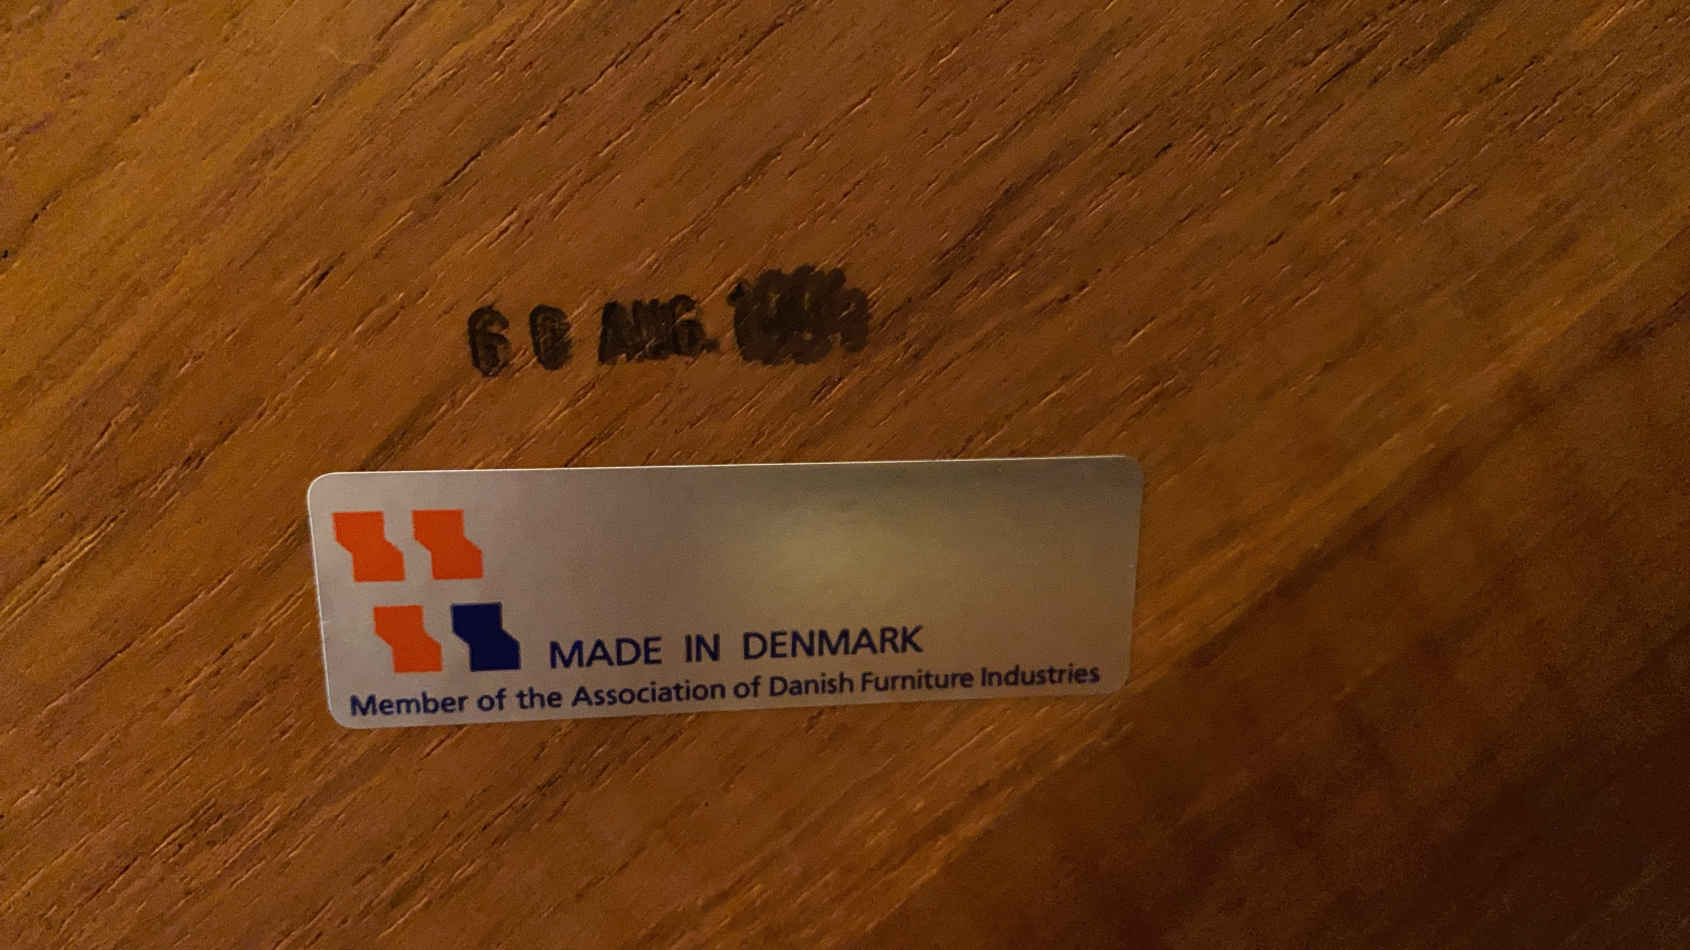 AUG.
MADE IN DENMARK
Member of the Association of Danish Furniture Industries